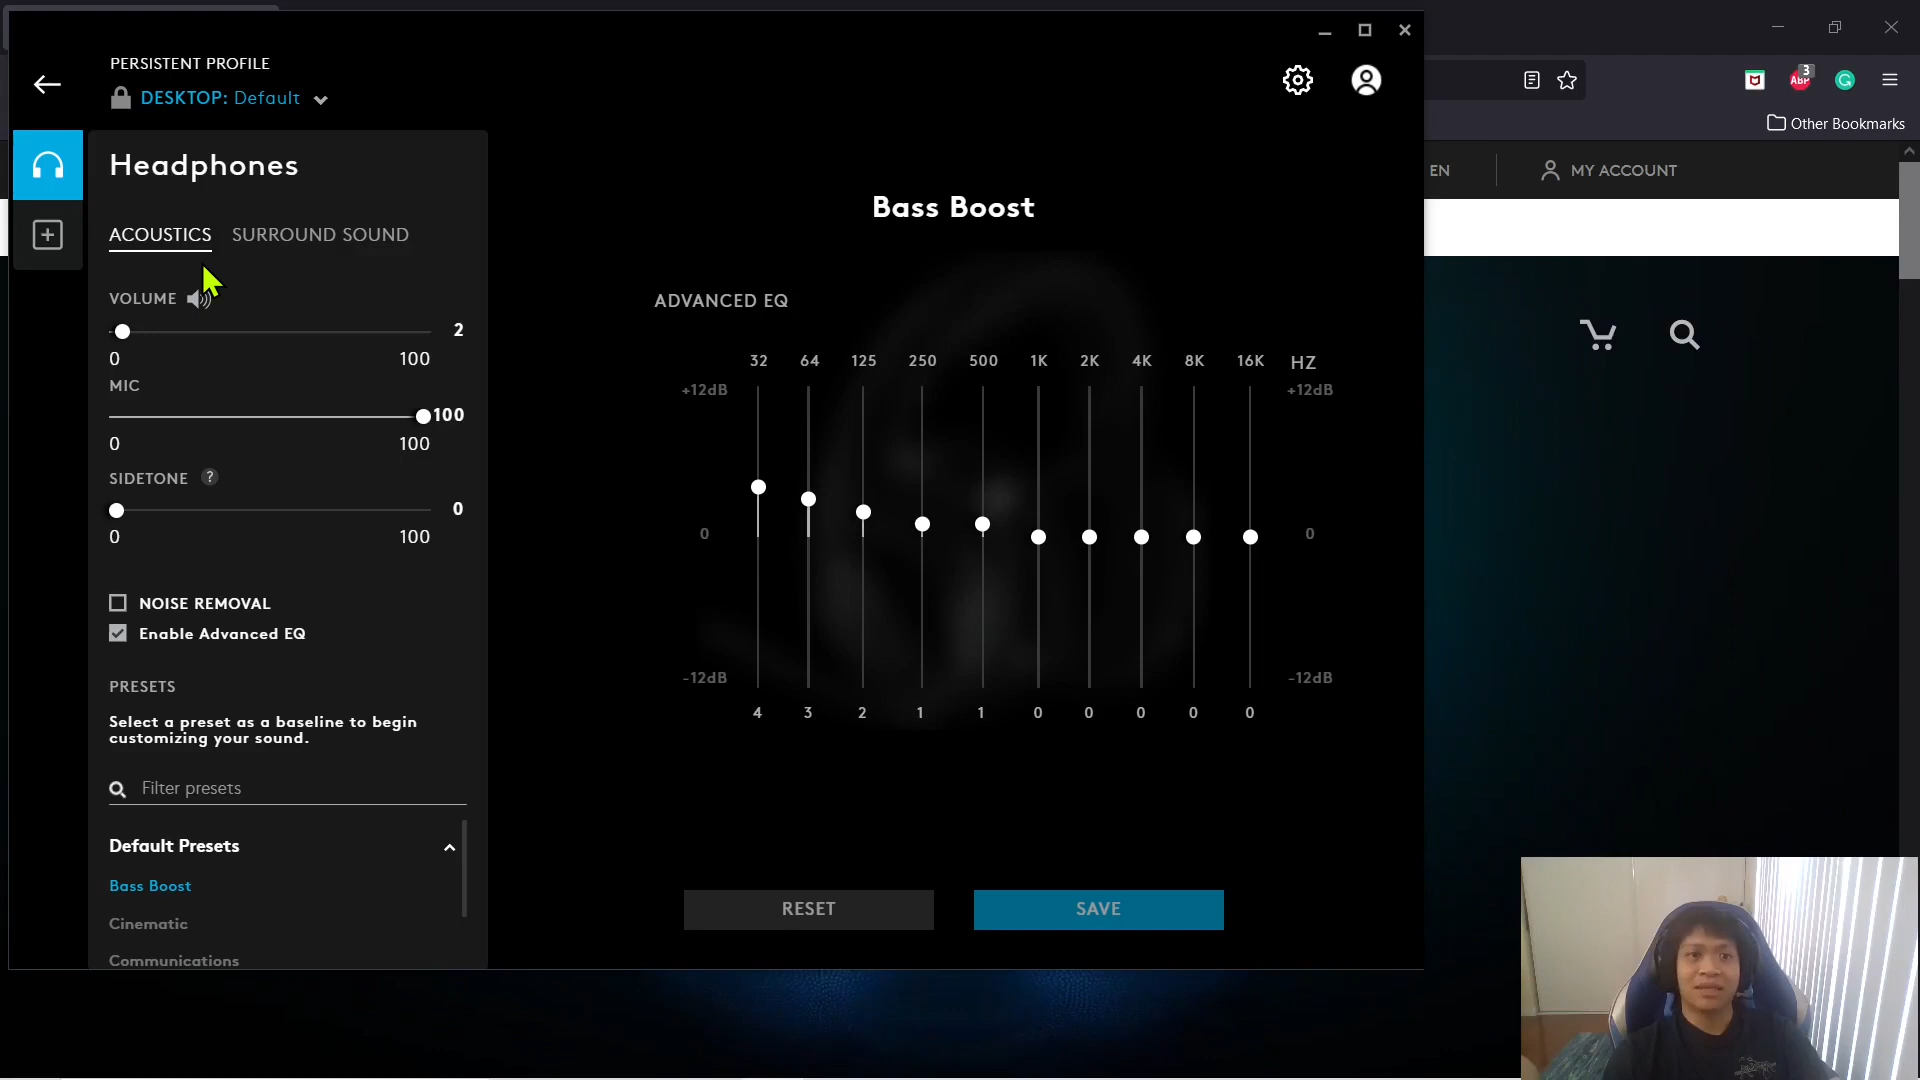 PERSISTENT PROFILE
DESKTOP: Default
Headphones
ACOUSTICS SURROUND SOUND
VOLUME
2
0 100
MIC
100
0 100
SIDETONE ?
0
0 100
NOISE REMOVAL
Enable Advanced EQ
PRESETS
Select a preset as a baseline to begin
customizing your sound.
Filter presets
Default Presets
Bass Boost
Cinematic
Communications
Bass Boost
ADVANCED EQ
32 64 125 250 500 1K 2K 4K 8K 16K HZ
+12dB +12dB
0 0
-12dB -12dB
4 3 2 1 1 0 0 0 0 0
RESET SAVE
ABP 3
G
Other Bookmarks
EN MY ACCOUNT